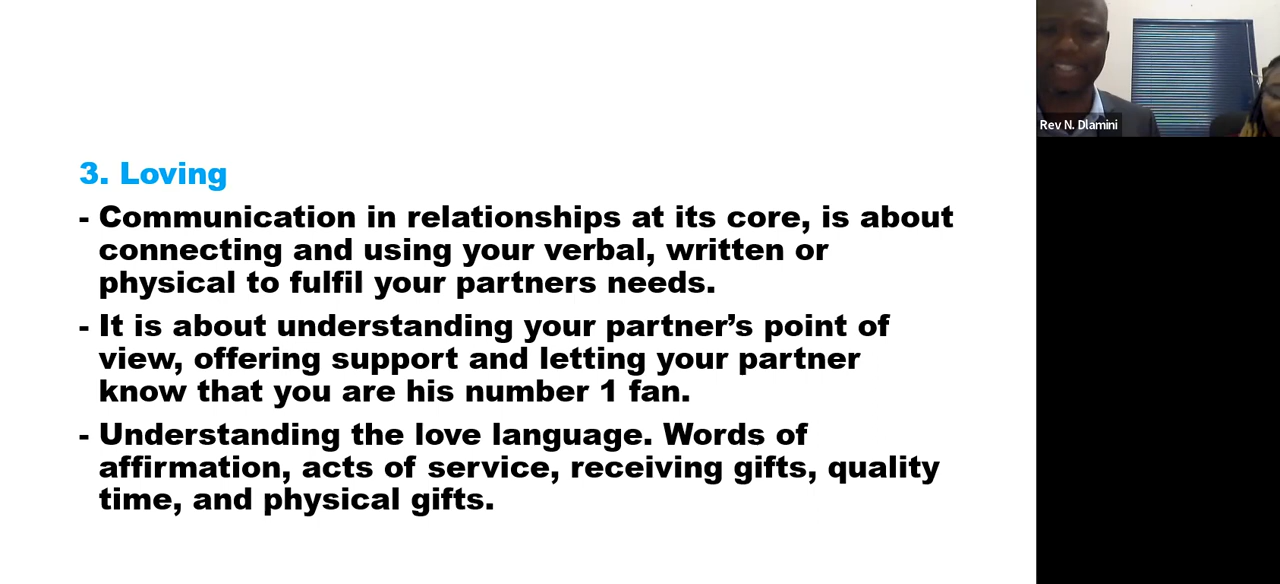 3. Loving
- Communication in relationships at its core, is about
connecting and using your verbal, written or
physical to fulfil your partners needs.
- It is about understanding your partner’s point of
view, offering support and letting your partner
know that you are his number 1 fan.
- Understanding the love language. Words of
affirmation, acts of service, receiving gifts, quality
time, and physical gifts.
Rev N. Dlamini